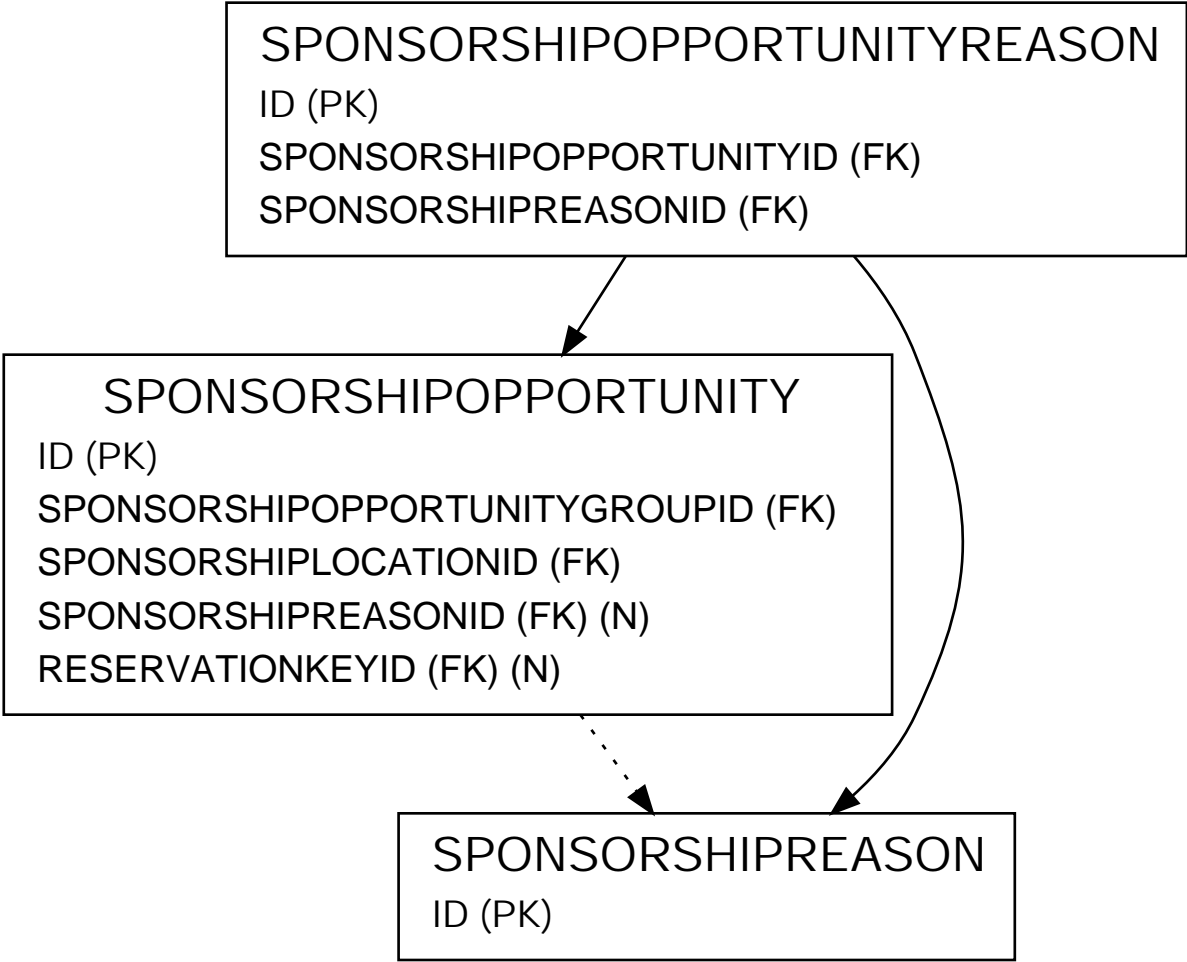 SPONSORSHIPOPPORTUNITYREASON
ID (PK)
SPONSORSHIPOPPORTUNITYID (FK)
SPONSORSHIPREASONID (FK)
SPONSORSHIPOPPORTUNITY
ID (PK)
SPONSORSHIPOPPORTUNITYGROUPID (FK)
SPONSORSHIPLOCATIONID (FK)
SPONSORSHIPREASONID (FK) (N)
RESERVATIONKEYID (FK) (N)
SPONSORSHIPREASON
ID (PK)